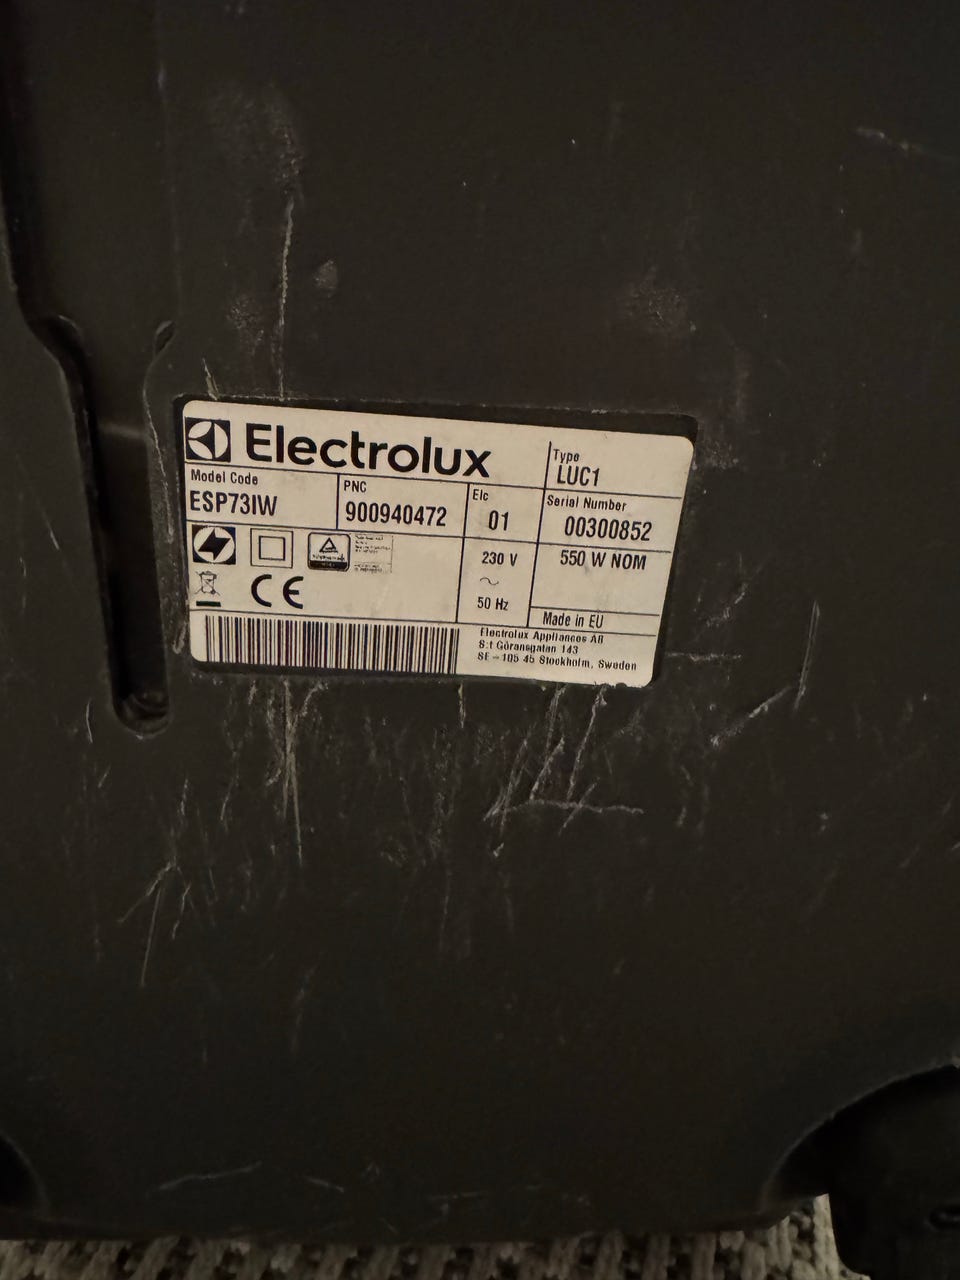 Electrolux
Type
LUC1
Model Code
ESP73IW
PNC
900940472
Elc
01
Serial Number
00300852
230 V
~
50 Hz
550 W NOM
Made in EU
CE
Electrolux Appliances AB
S:t Göransgatan 143
SE - 105 45 Stockholm, Sweden